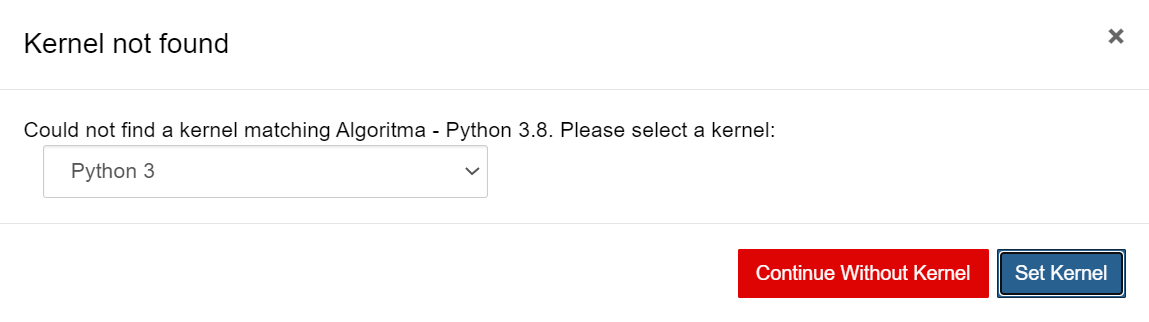 Kernel not found
Could not find a kernel matching Algoritma - Python 3.8. Please select a kernel:
Python 3
Continue Without Kernel
Set Kernel